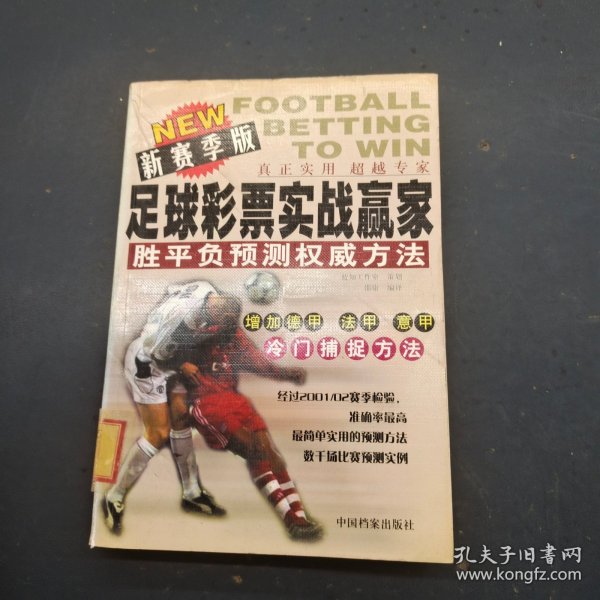 NEW
新赛季版
FOOTBALL
BETTING
TO WIN
真正实用 超越专家
足球彩票实战赢家
胜平负预测权威方法
增加德甲 法甲 意甲
冷门捕捉方法
经过2001/02赛季检验，
准确率最高
最简单实用的预测方法
数千场比赛预测实例
中国档案出版社
孔夫子旧书网
www.kongfz.com